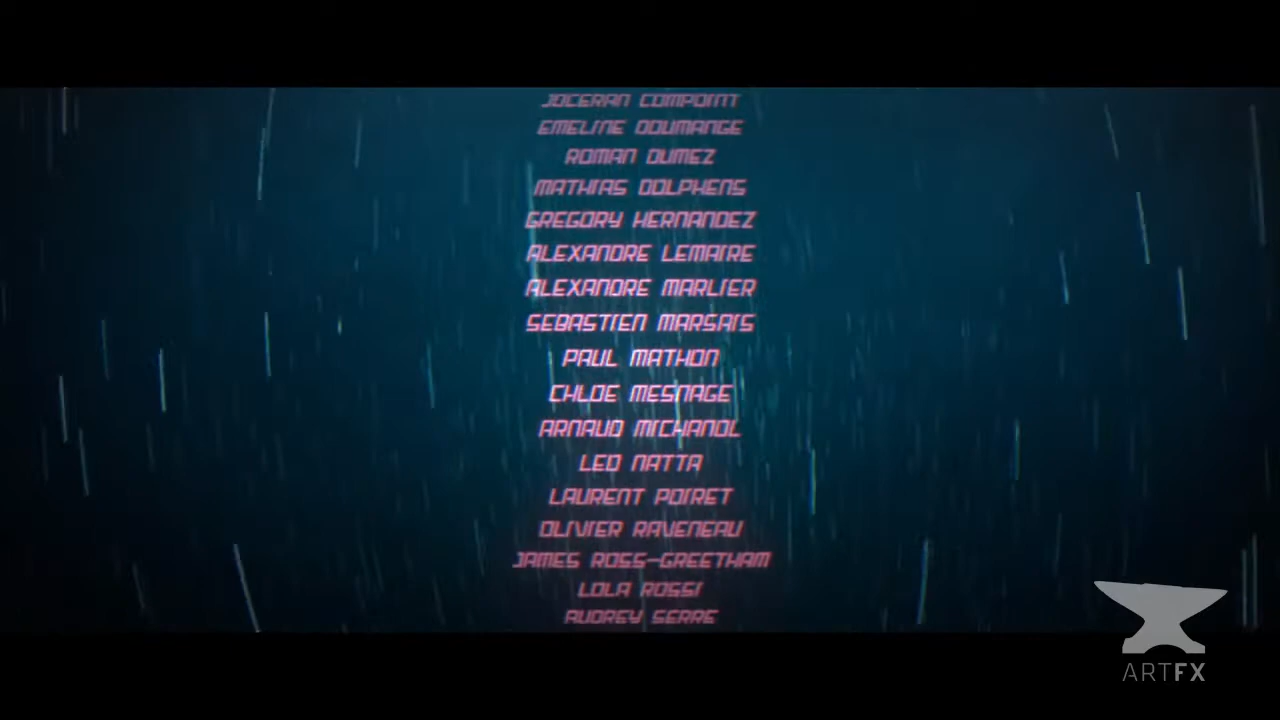 JOCERAN COMPOINT
EMELINE DOUMANGE
ROMAN DUMEZ
MATHIAS DOLPHENS
GREGORY HERNANDEZ
ALEXANDRE LEMAIRE
ALEXANDRE MARLIER
SEBASTIEN MARSAIS
PAUL MATHON
CHLOE MESNAGE
ARNAUD MICHANOL
LEO NATTA
LAURENT POIRET
OLIVIER RAVENEAU
JAMES ROSS-GREETHAM
LOLA ROSSI
AUDREY SERRE
ARTFX